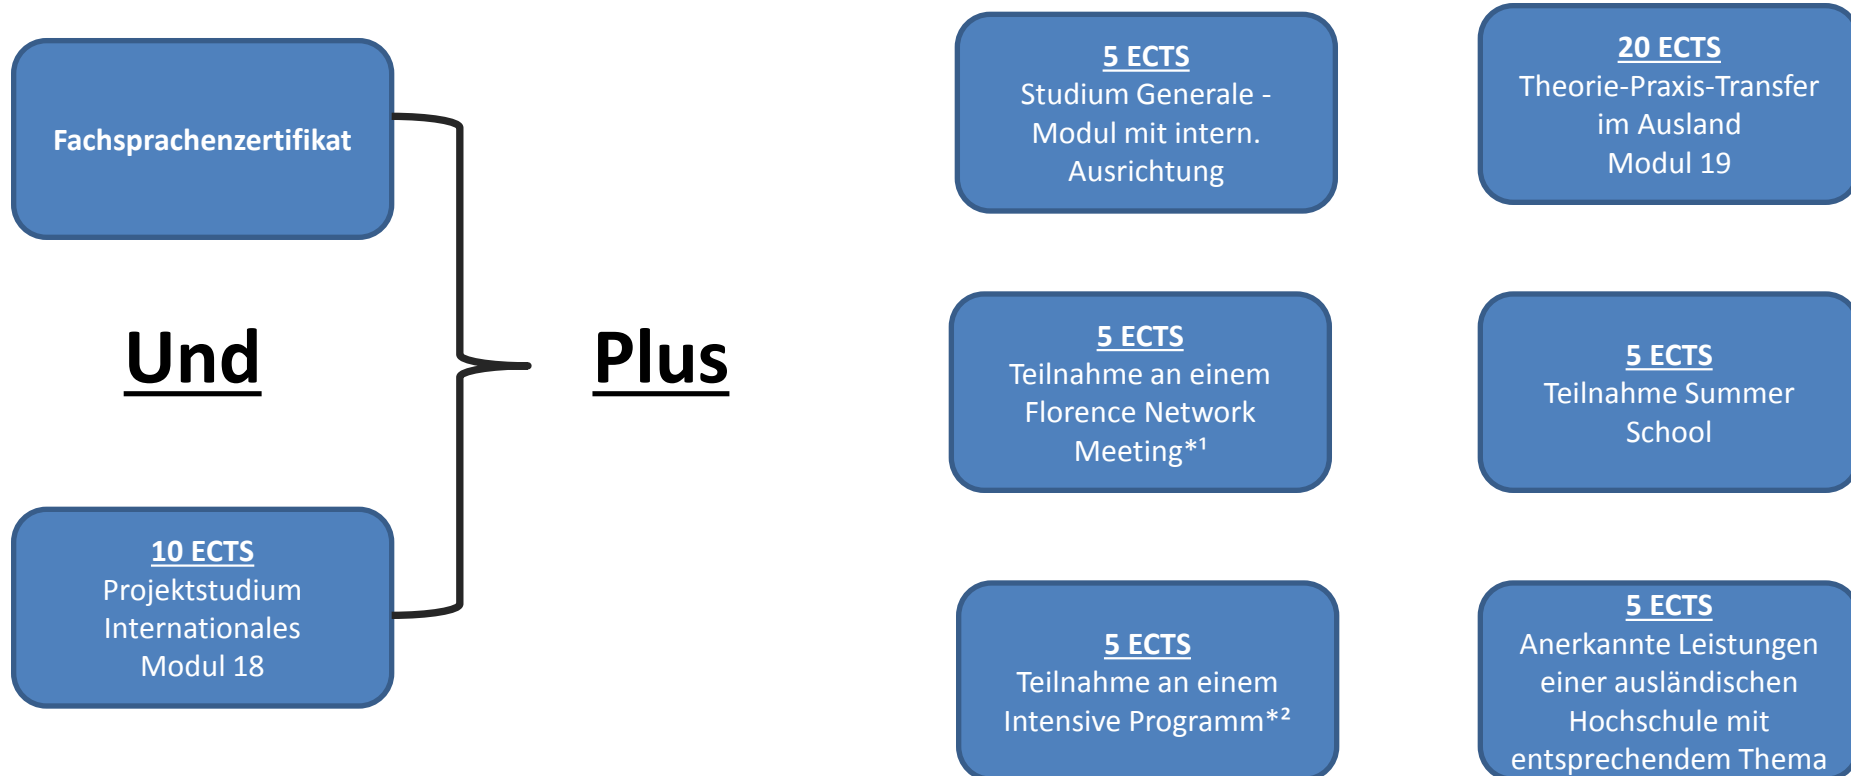 Fachsprachenzertifikat
Und
10 ECTS
Projektstudium
Internationales
Modul 18
Plus
5 ECTS
Studium Generale -
Modul mit intern.
Ausrichtung
20 ECTS
Theorie-Praxis-Transfer
im Ausland
Modul 19
5 ECTS
Teilnahme an einem
Florence Network
Meeting*¹
5 ECTS
Teilnahme Summer
School
5 ECTS
Teilnahme an einem
Intensive Programm*²
5 ECTS
Anerkannte Leistungen
einer ausländischen
Hochschule mit
entsprechendem Thema